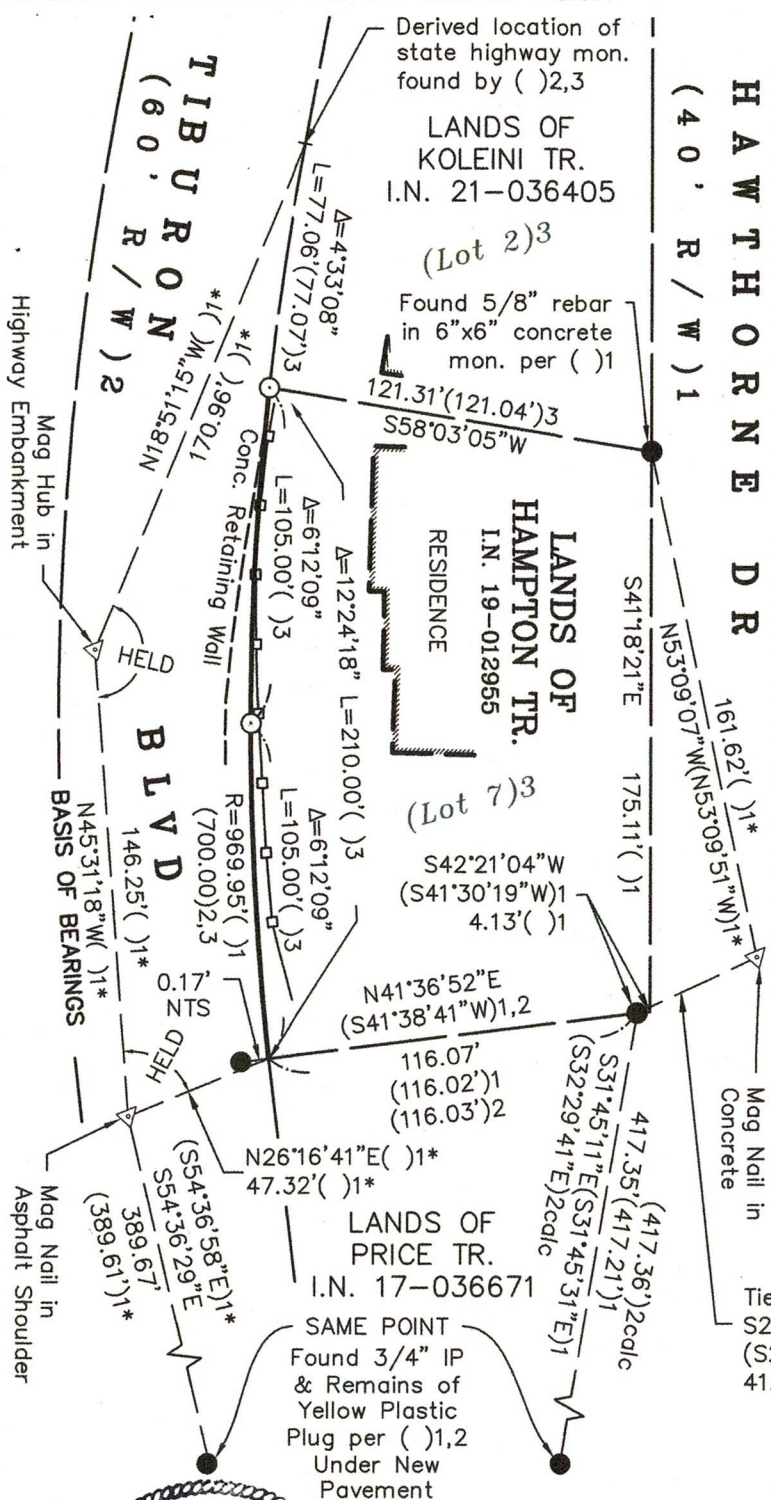 Derived location of
state highway mon.
found by ( )2,3
HAWTHORNE DR
(40' R/W)1
TIBURON
(60' R/W)2
LANDS OF
KOLEINI TR.
I.N. 21-036405
(Lot 2)3
Δ=4°33'08"
L=77.06'(77.07')3
Found 5/8" rebar
in 6"x6" concrete
mon. per ( )1
121.31'(121.04')3
S58°03'05"W
N18°51'15"W( )1*
170.96'( )1*
Mag Hub in
Highway Embankment
Conc. Retaining Wall
Δ=6°12'09"
L=105.00'( )3
Δ=12°24'18" L=210.00'( )3
RESIDENCE
LANDS OF
HAMPTON TR.
I.N. 19-012955
S41°18'21"E
175.11'( )1
161.62'( )1*
N53°09'07"W(N53°09'51"W)1*
HELD
BLVD
(Lot 7)3
Δ=6°12'09"
L=105.00'( )3
R=969.95'( )1
(700.00)2,3
146.25'( )1*
N45°31'18"W( )1*
BASIS OF BEARINGS
S42°21'04"W
(S41°30'19"W)1
4.13'( )1
0.17'
NTS
N41°36'52"E
(S41°38'41"W)1,2
116.07'
(116.02')1
(116.03')2
HELD
Mag Nail in
Concrete
N26°16'41"E( )1*
47.32'( )1*
(417.36')2calc
417.35'(417.21')1
S31°45'11"E(S31°45'31"E)1
(S32°29'41"E)2calc
LANDS OF
PRICE TR.
I.N. 17-036671
(S54°36'58"E)1*
S54°36'29"E
389.67'
(389.61')1*
Mag Nail in
Asphalt Shoulder
Tie
S2
(S2
41.
SAME POINT
Found 3/4" IP
& Remains of
Yellow Plastic
Plug per ( )1,2
Under New
Pavement